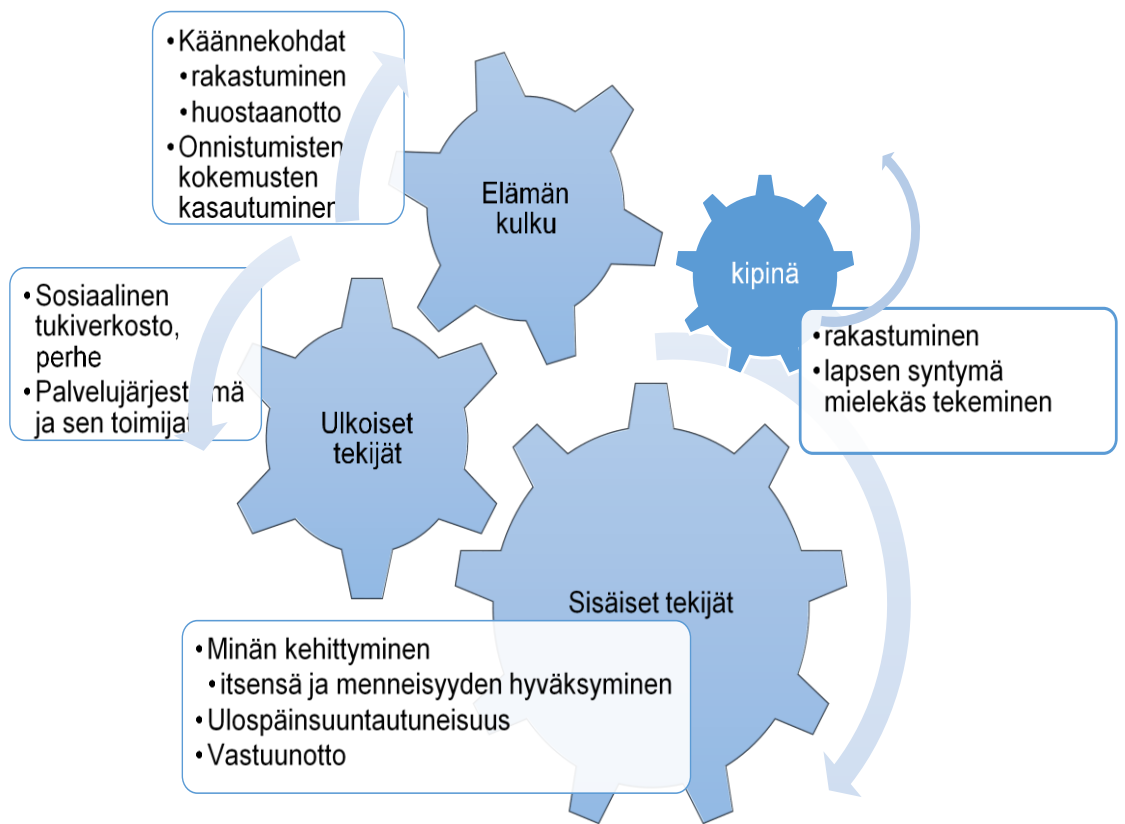 •Käännekohdat
•rakastuminen
•huostaanotto
•Onnistumisten
kokemusten
kasautuminen
Elämän
kulku
kipinä
•rakastuminen
•lapsen syntymä
mielekäs tekeminen
•Sosiaalinen
tukiverkosto,
perhe
•Palvelujärjestelmä
ja sen toimijat
Ulkoiset
tekijät
Sisäiset tekijät
•Minän kehittyminen
•itsensä ja menneisyyden hyväksyminen
•Ulospäinsuuntautuneisuus
•Vastuunotto